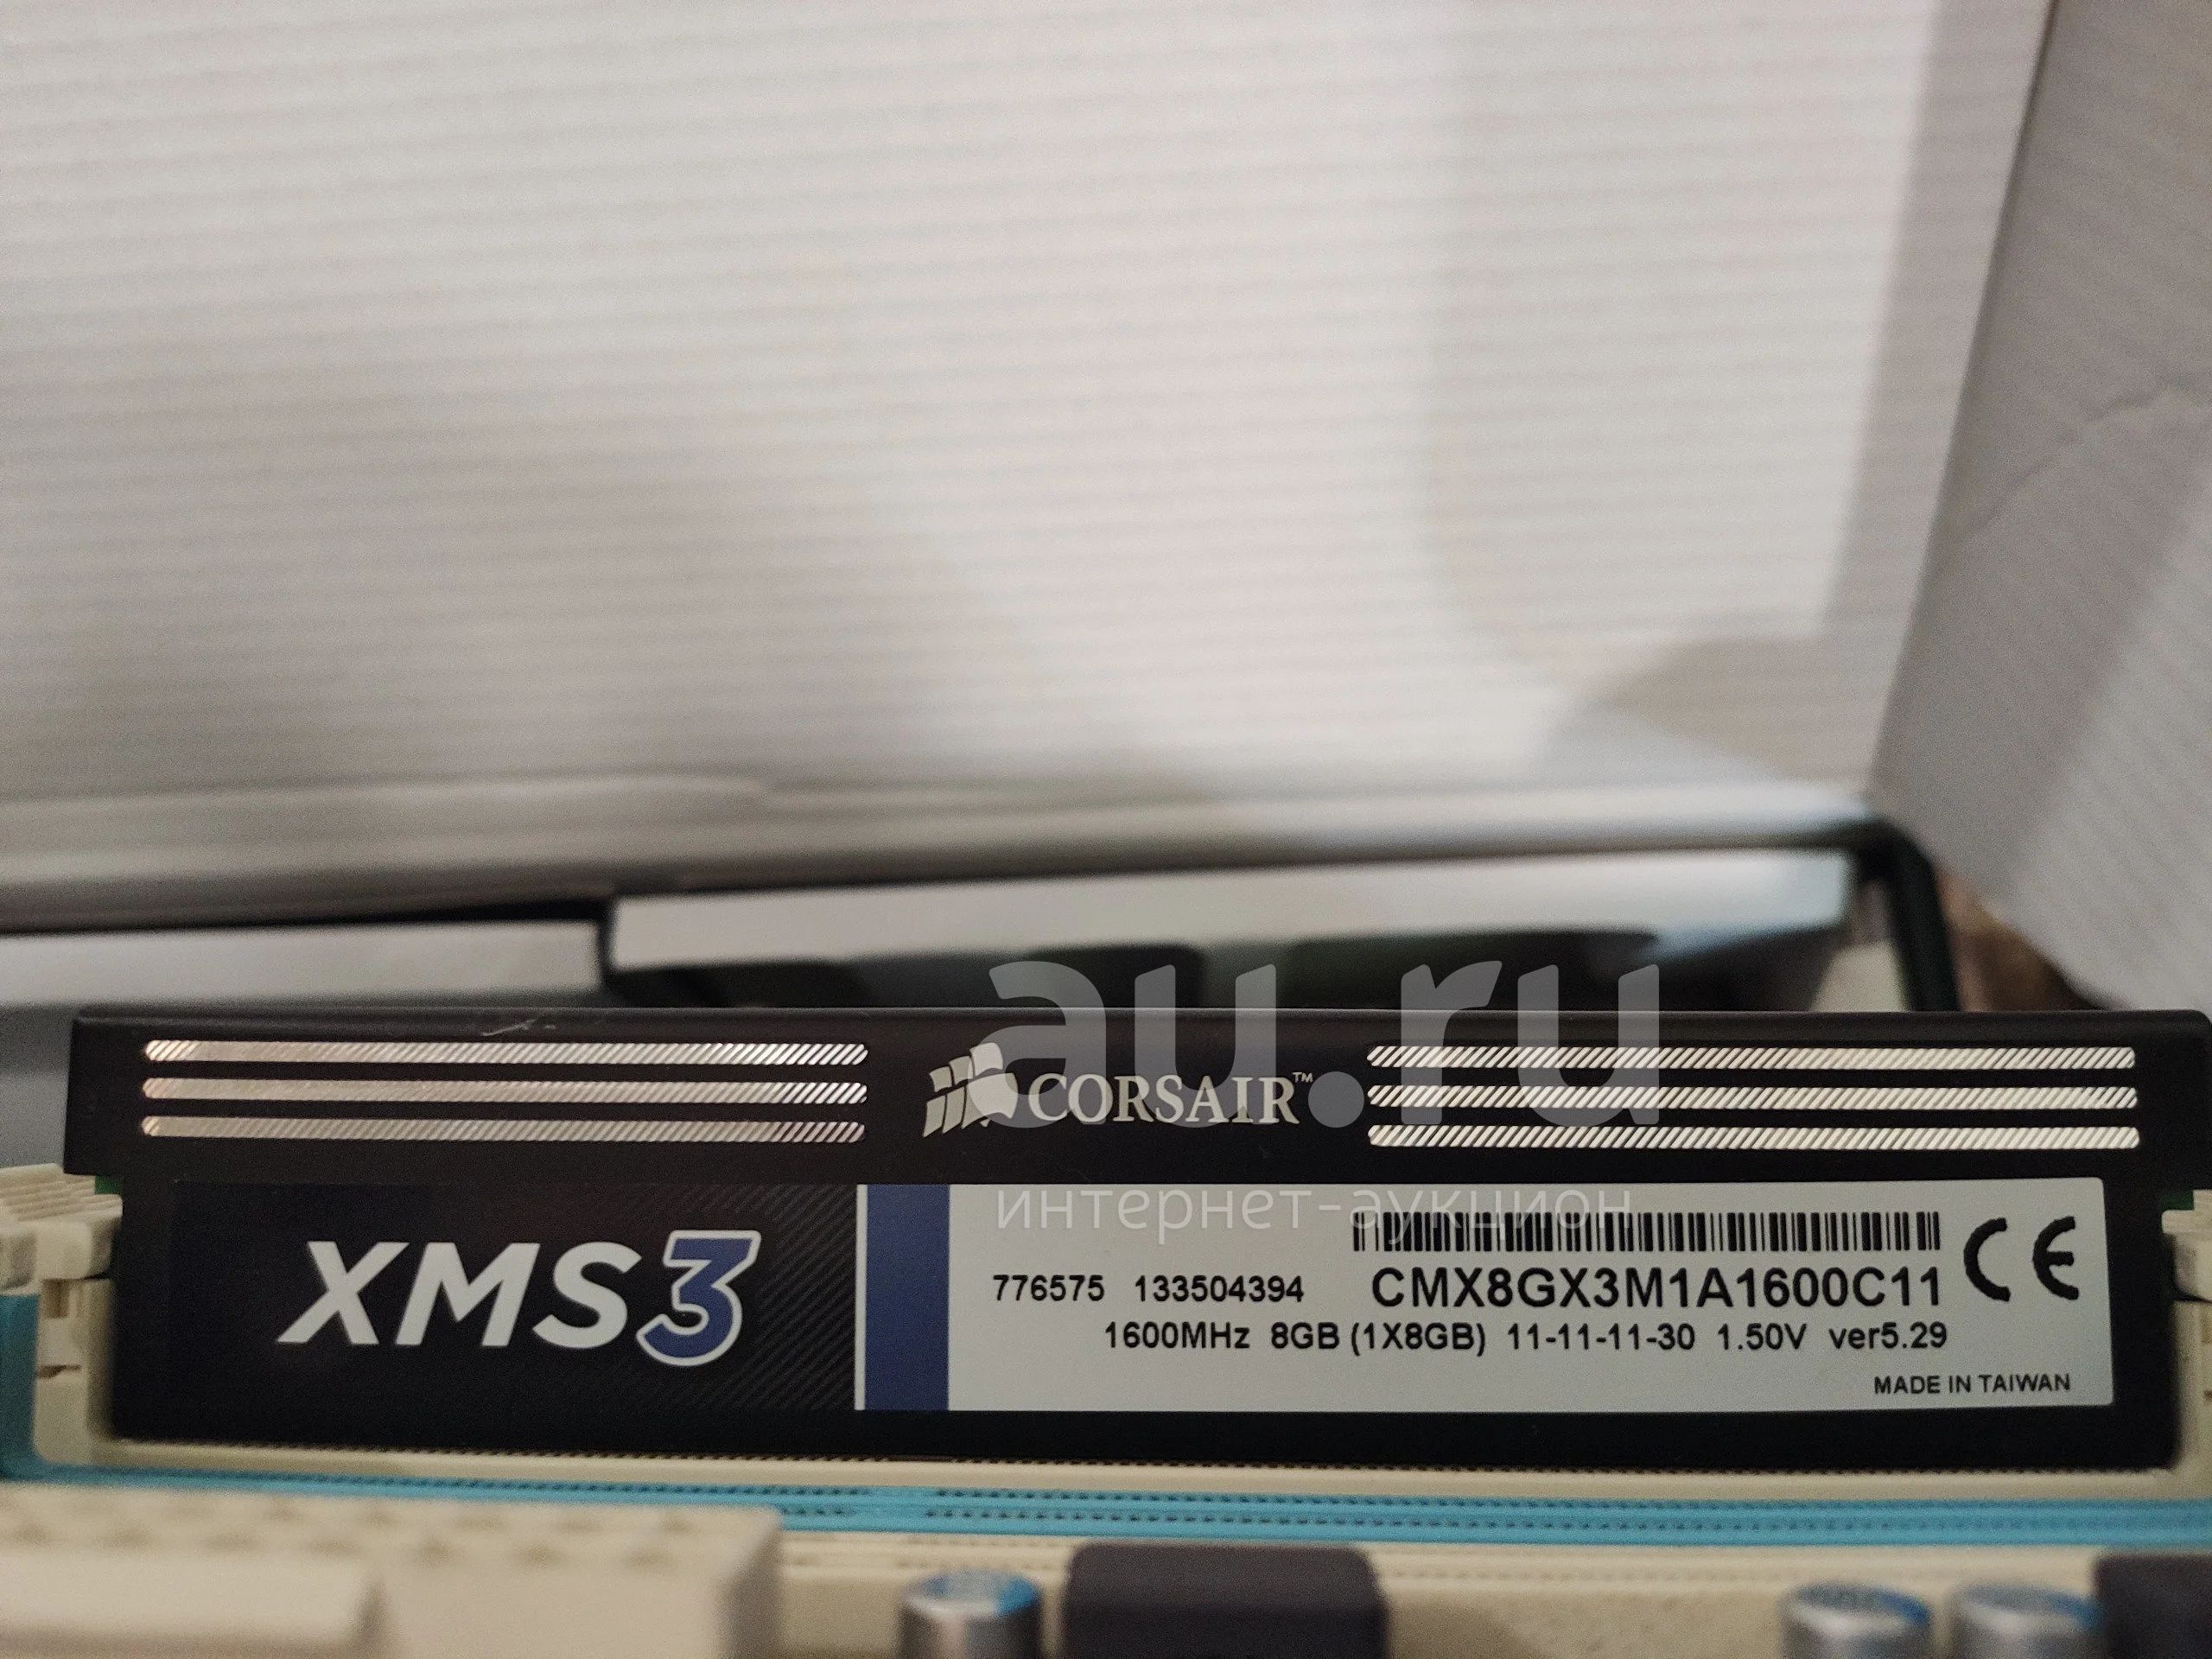 au.ru
CORSAIR™
интернет-аукцион
XMS3
776575 133504394 CMX8GX3M1A1600C11 CE
1600MHz 8GB (1X8GB) 11-11-11-30 1.50V ver5.29
MADE IN TAIWAN